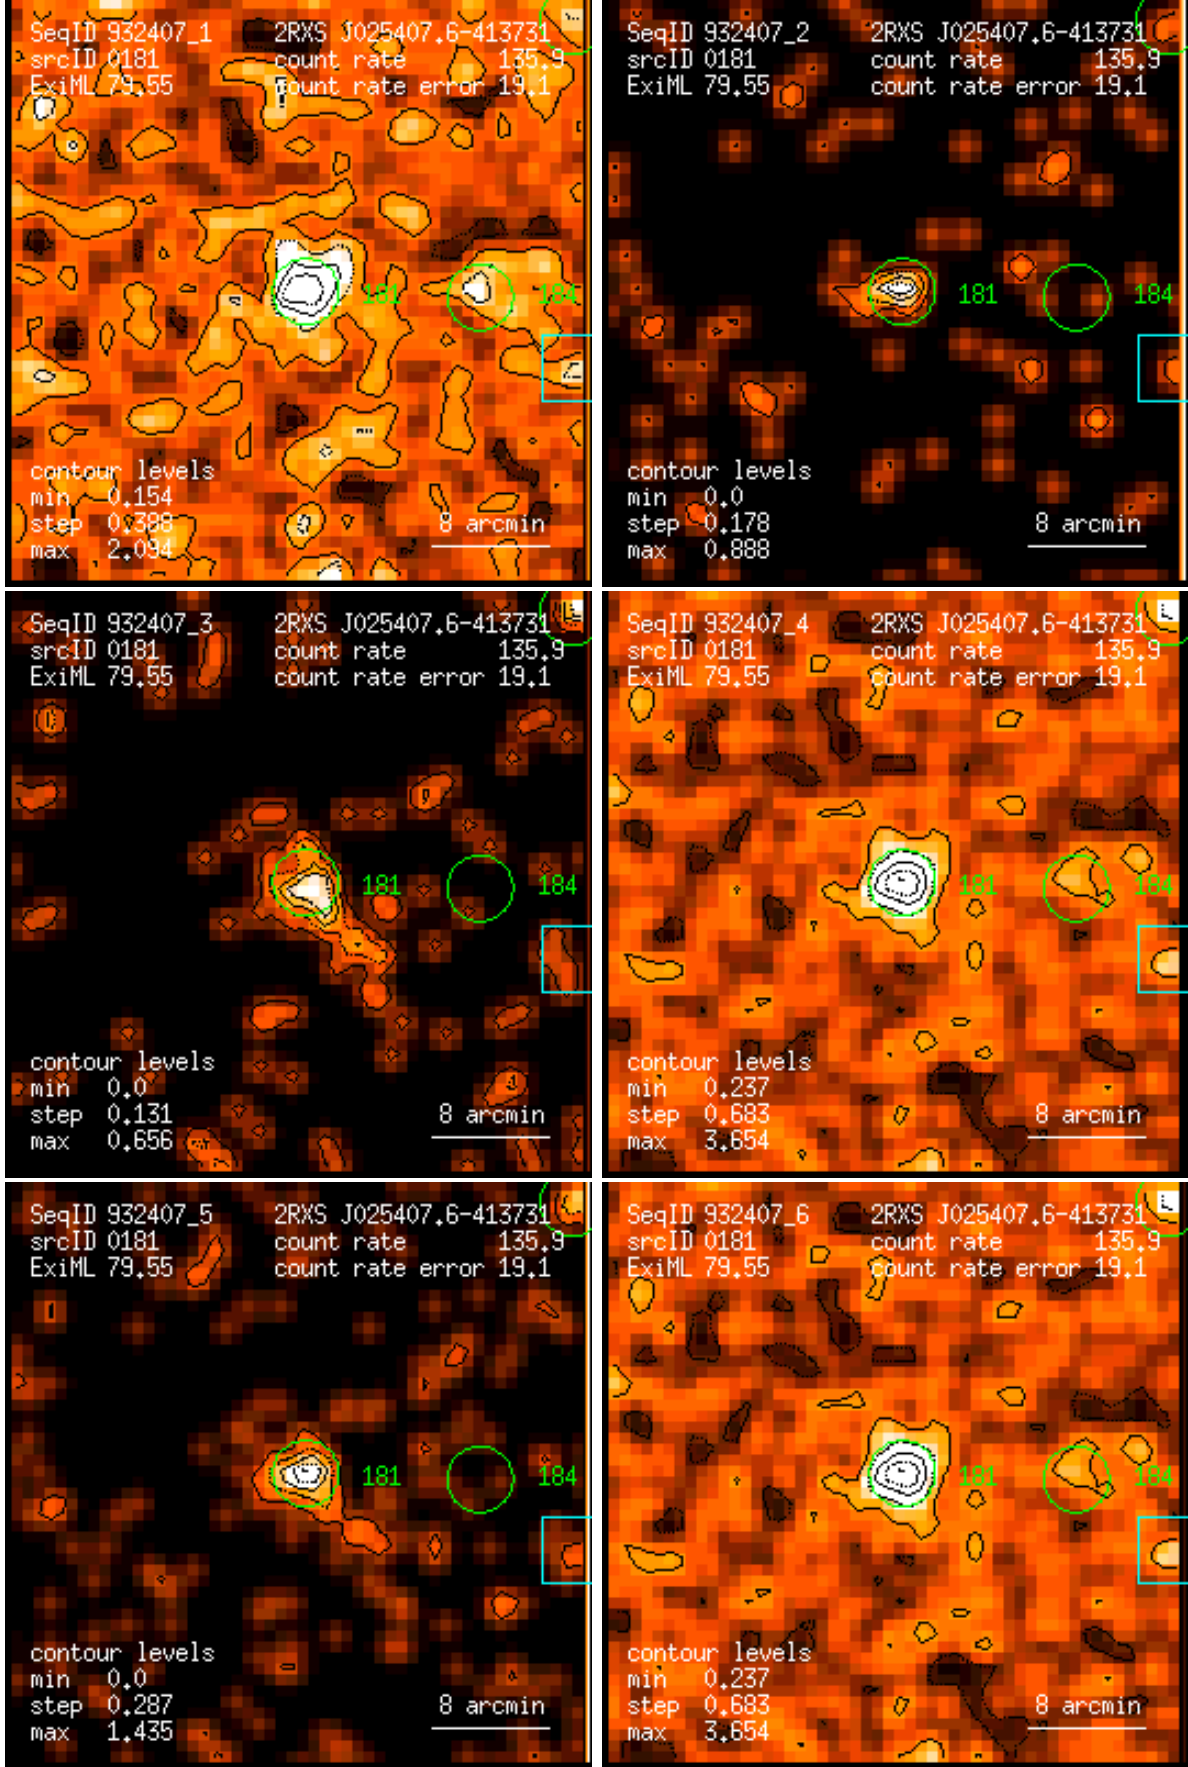 SeqID 932407_1 2RXS J025407.6-413731
srcID 0181 count rate 135.9
ExiML 79.55 count rate error 19.1
181 184
contour levels
min 0.154
step 0.388 8 arcmin
max 2.094
SeqID 932407_2 2RXS J025407.6-413731
srcID 0181 count rate 135.9
ExiML 79.55 count rate error 19.1
181 184
contour levels
min 0.0
step 0.178 8 arcmin
max 0.888
SeqID 932407_3 2RXS J025407.6-413731
srcID 0181 count rate 135.9
ExiML 79.55 count rate error 19.1
181 184
contour levels
min 0.0
step 0.131 8 arcmin
max 0.656
SeqID 932407_4 2RXS J025407.6-413731
srcID 0181 count rate 135.9
ExiML 79.55 count rate error 19.1
181 184
contour levels
min 0.237
step 0.683 8 arcmin
max 3.654
SeqID 932407_5 2RXS J025407.6-413731
srcID 0181 count rate 135.9
ExiML 79.55 count rate error 19.1
181 184
contour levels
min 0.0
step 0.287 8 arcmin
max 1.435
SeqID 932407_6 2RXS J025407.6-413731
srcID 0181 count rate 135.9
ExiML 79.55 count rate error 19.1
181 184
contour levels
min 0.237
step 0.683 8 arcmin
max 3.654